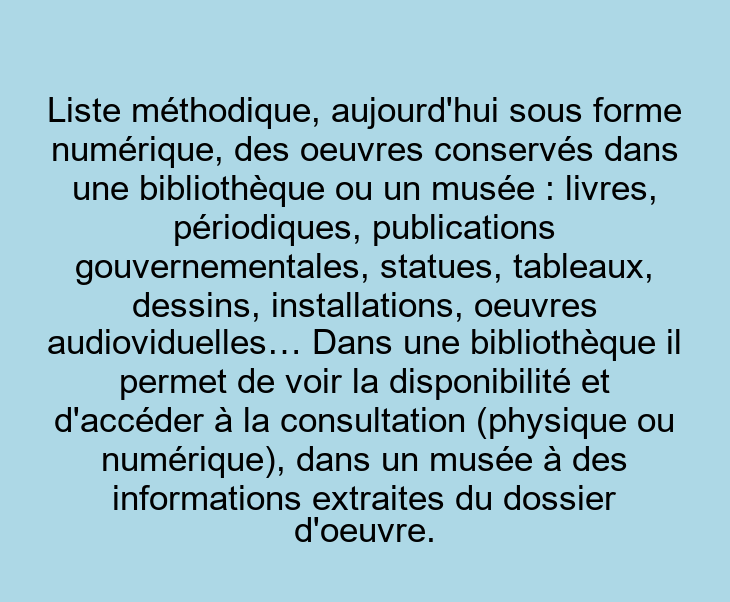 Liste méthodique, aujourd'hui sous forme
numérique, des oeuvres conservés dans
une bibliothèque ou un musée : livres,
périodiques, publications
gouvernementales, statues, tableaux,
dessins, installations, oeuvres
audioviduelles… Dans une bibliothèque il
permet de voir la disponibilité et
d'accéder à la consultation (physique ou
numérique), dans un musée à des
informations extraites du dossier
d'oeuvre.